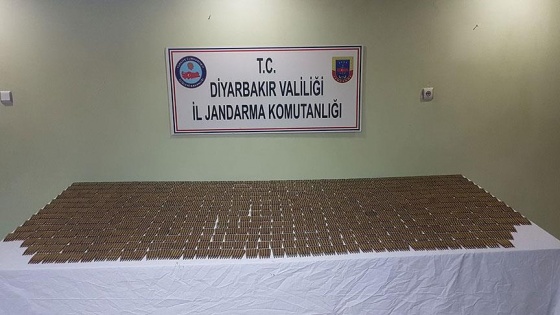 T.C.
DİYARBAKIR VALİLİĞİ
İL JANDARMA KOMUTANLIĞI